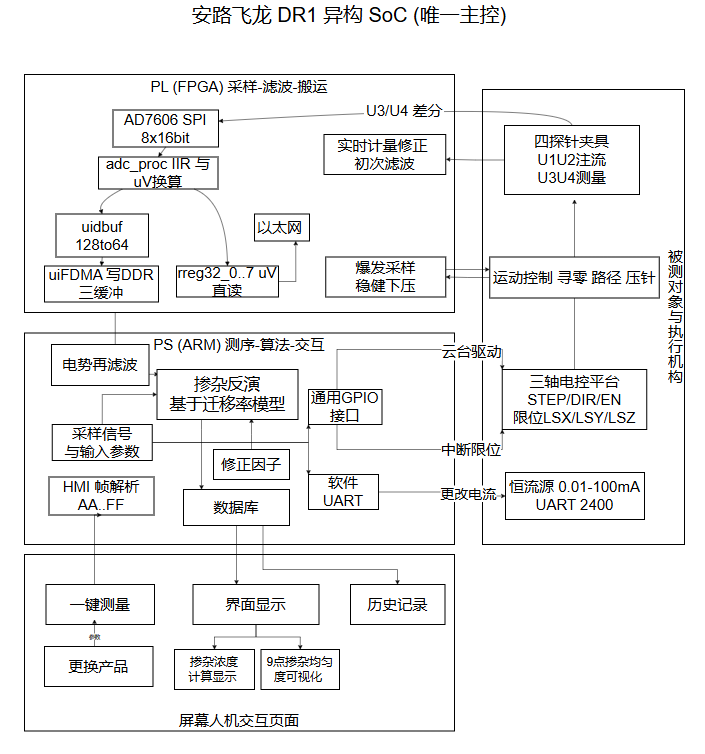 安路飞龙 DR1 异构 SoC (唯一主控)
PL (FPGA) 采样-滤波-搬运
U3/U4 差分
AD7606 SPI
8x16bit
adc_proc IIR 与
uV换算
uidbuf
128to64
uiFDMA 写DDR
三缓冲
rreg32_0..7 uV
直读
以太网
实时计量修正
初次滤波
爆发采样
稳健下压
四探针夹具
U1U2注流
U3U4测量
运动控制 寻零 路径 压针
被测对象与执行机构
PS (ARM) 测序-算法-交互
电势再滤波
掺杂反演
基于迁移率模型
采样信号
与输入参数
修正因子
通用GPIO
接口
云台驱动
中断限位
三轴电控平台
STEP/DIR/EN
限位LSX/LSY/LSZ
HMI 帧解析
AA..FF
数据库
软件
UART
更改电流
恒流源 0.01-100mA
UART 2400
一键测量
参数
更换产品
界面显示
历史记录
掺杂浓度
计算显示
9点掺杂均匀
度可视化
屏幕人机交互页面